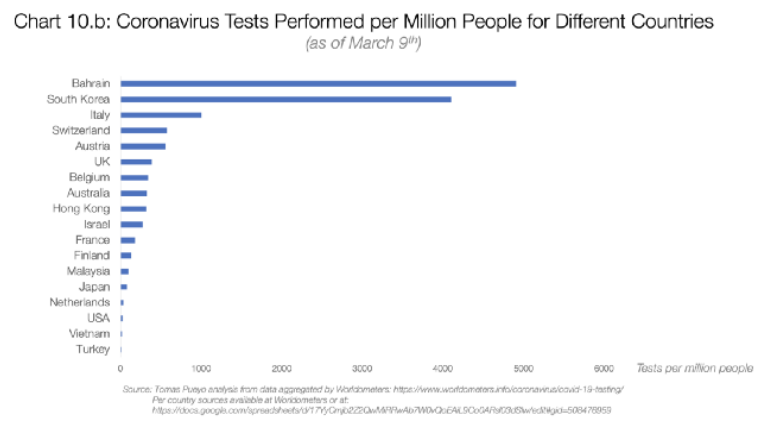 Chart 10.b: Coronavirus Tests Performed per Million People for Different Countries
(as of March 9th)
Bahrain
South Korea
Italy
Switzerland
Austria
UK
Belgium
Australia
Hong Kong
Israel
France
Finland
Malaysia
Japan
Netherlands
USA
Vietnam
Turkey
0 1000 2000 3000 4000 5000 6000 Tests per million people
Source: Tomas Pueyo analysis from data aggregated by Worldometers: https://www.worldometers.info/coronavirus/covid-19-testing/
Per country sources available at Worldometers or at: